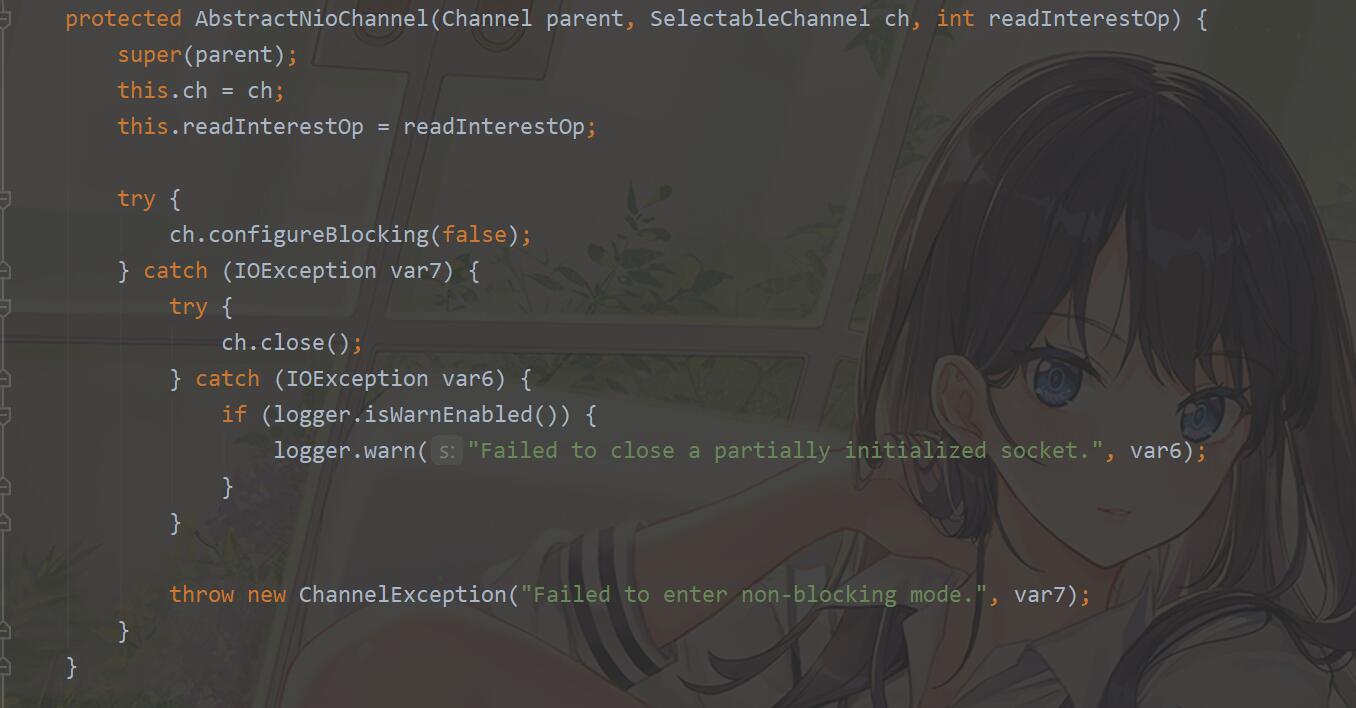 protected AbstractNioChannel(Channel parent, SelectableChannel ch, int readInterestOp) {
    super(parent);
    this.ch = ch;
    this.readInterestOp = readInterestOp;

    try {
        ch.configureBlocking(false);
    } catch (IOException var7) {
        try {
            ch.close();
        } catch (IOException var6) {
            if (logger.isWarnEnabled()) {
                logger.warn( s: "Failed to close a partially initialized socket.", var6);
            }
        }

        throw new ChannelException("Failed to enter non-blocking mode.", var7);
    }
}